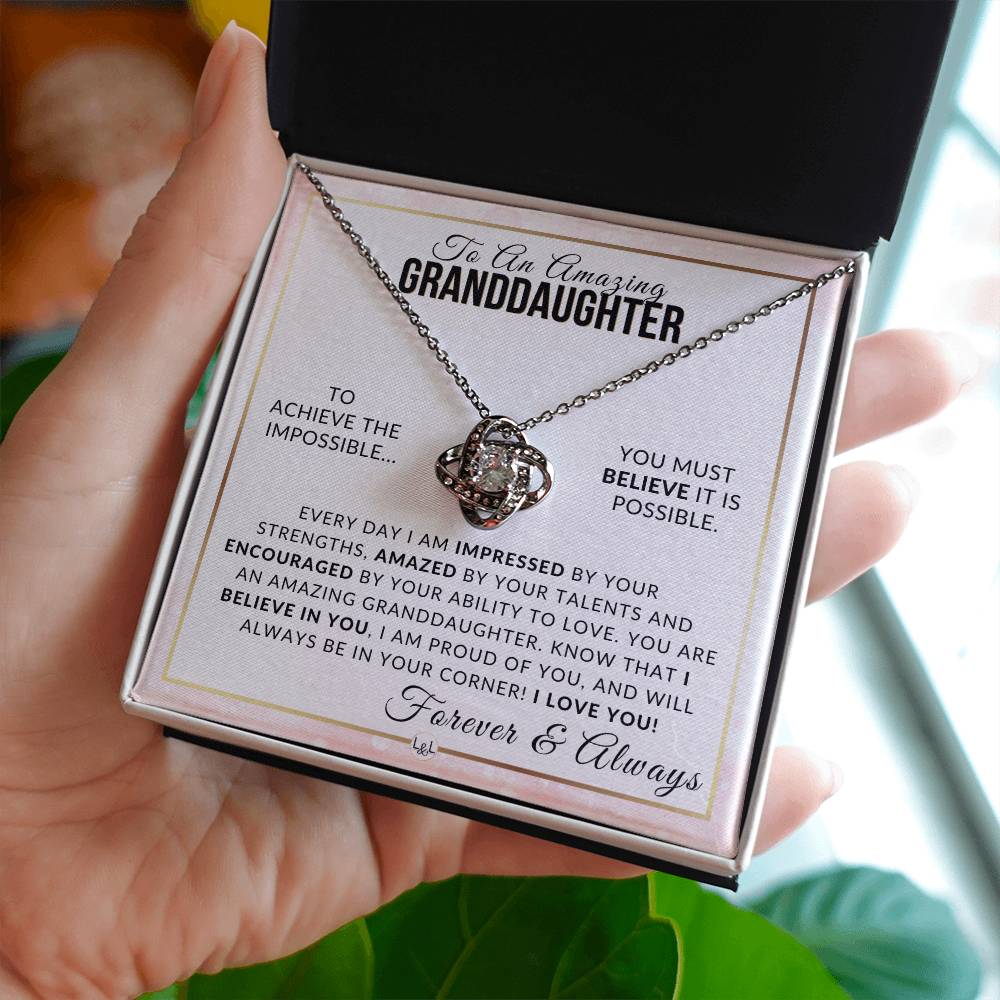 To An Amazing
GRANDDAUGHTER
TO
ACHIEVE THE
IMPOSSIBLE...
YOU MUST
BELIEVE IT IS
POSSIBLE.
EVERY DAY I AM IMPRESSED BY YOUR
STRENGTHS, AMAZED BY YOUR TALENTS AND
ENCOURAGED BY YOUR ABILITY TO LOVE. YOU ARE
AN AMAZING GRANDDAUGHTER. KNOW THAT I
BELIEVE IN YOU, I AM PROUD OF YOU, AND WILL
ALWAYS BE IN YOUR CORNER! I LOVE YOU!
Forever & Always
L&L